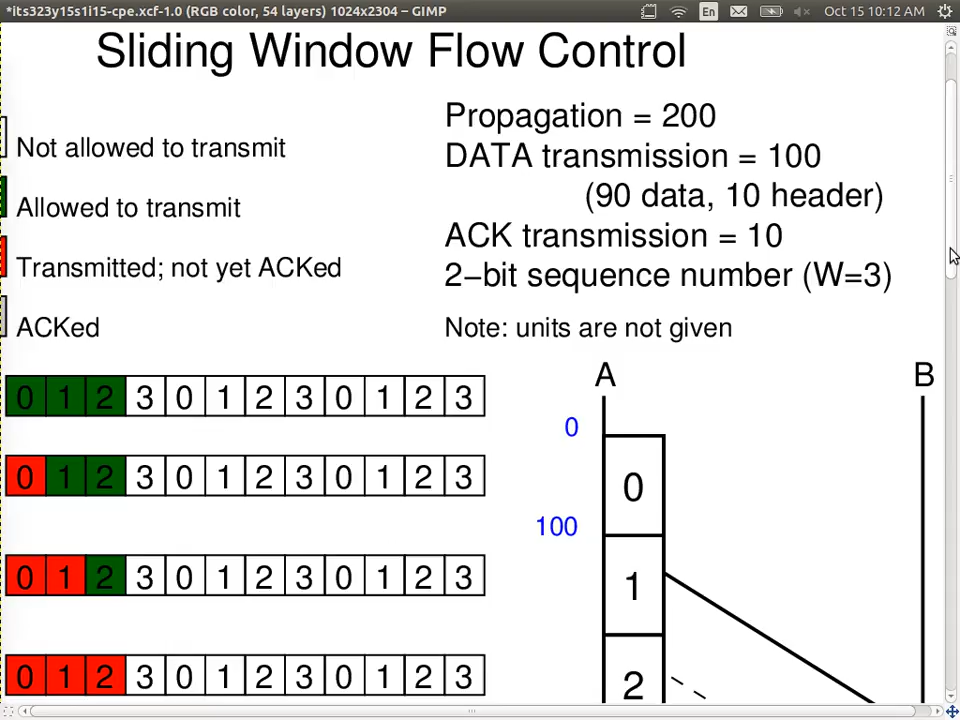 *its323y15s1i15-cpe.xcf-1.0 (RGB color, 54 layers) 1024x2304 – GIMP
En
Oct 15 10:12 AM
Sliding Window Flow Control
Not allowed to transmit
Allowed to transmit
Transmitted; not yet ACKed
ACKed
Propagation = 200
DATA transmission = 100
(90 data, 10 header)
ACK transmission = 10
2−bit sequence number (W=3)
Note: units are not given
0 1 2 3 0 1 2 3 0 1 2 3
0 1 2 3 0 1 2 3 0 1 2 3
0 1 2 3 0 1 2 3 0 1 2 3
0 1 2 3 0 1 2 3 0 1 2 3
A B
0
0
100
1
2